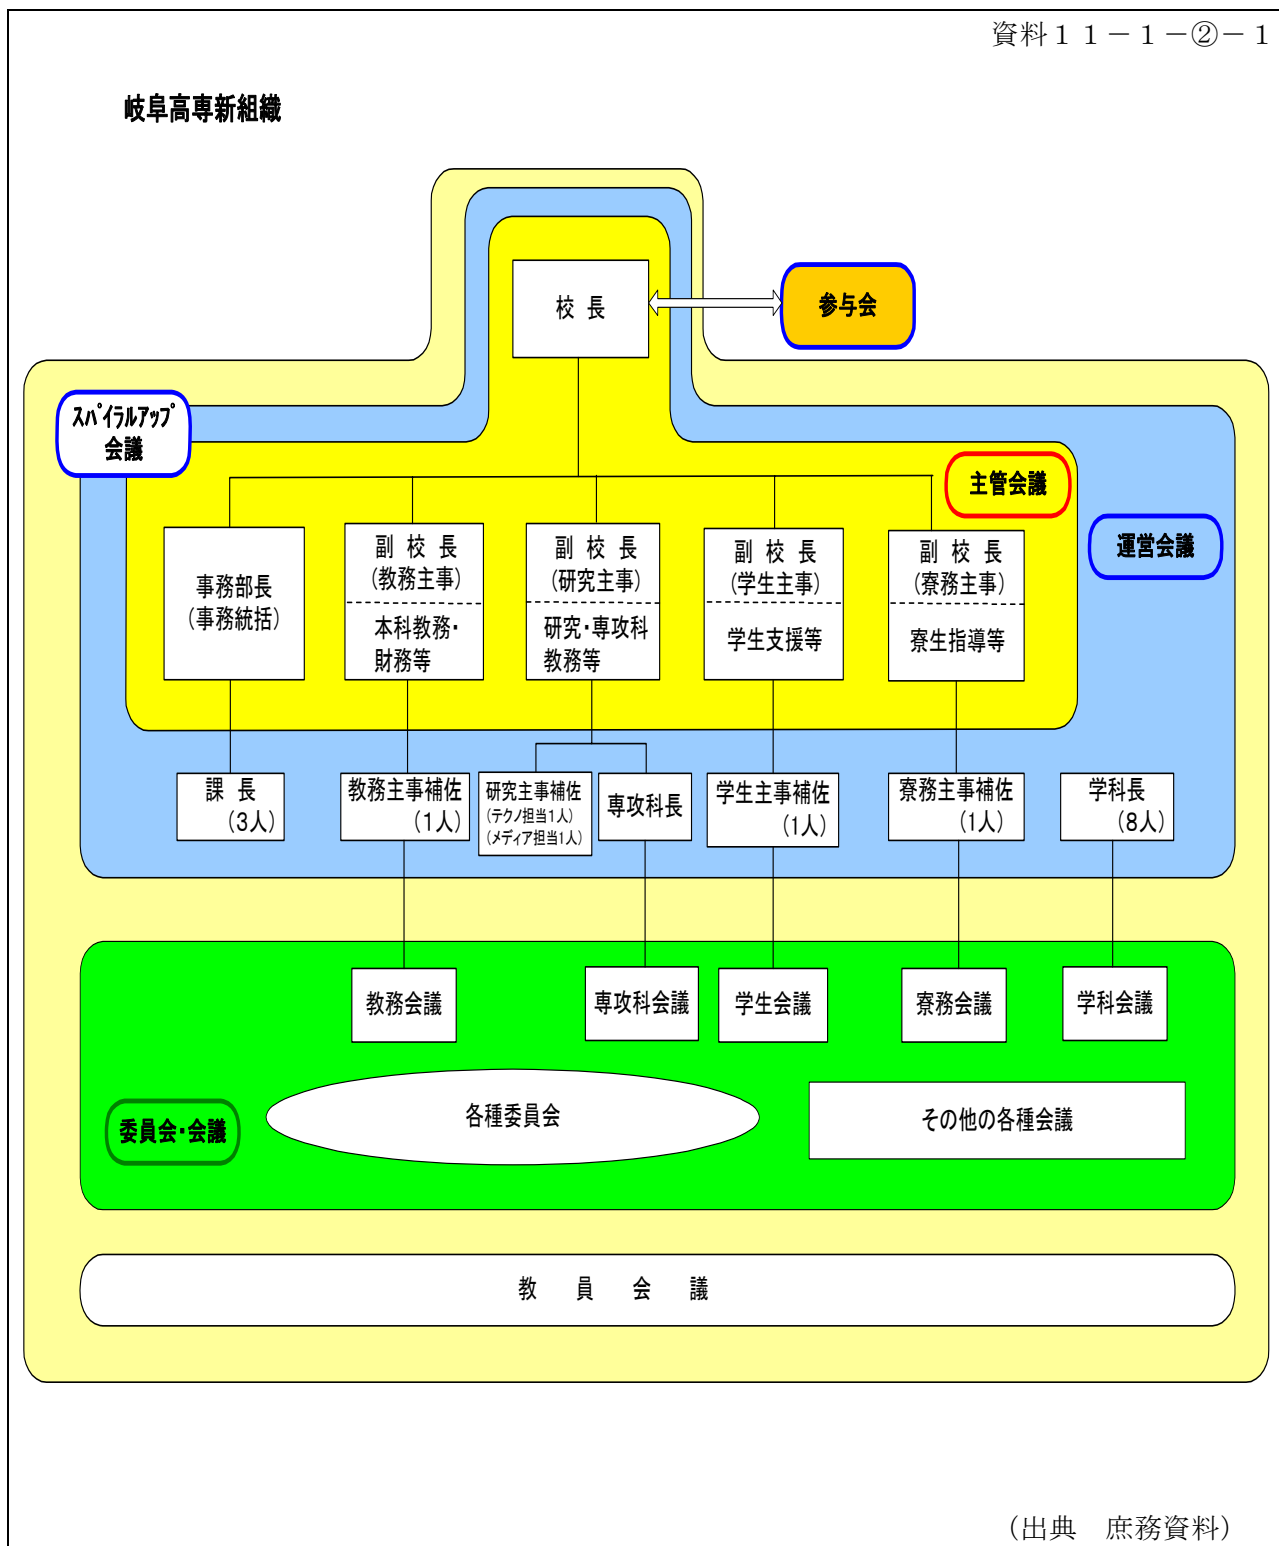 資料１１－１－②－１
岐阜高専新組織
校 長
参与会
スパイラルアップ
会議
主管会議
運営会議
事務部長
(事務統括)
副 校 長
(教務主事)
本科教務・
財務等
副 校 長
(研究主事)
研究・専攻科
教務等
副 校 長
(学生主事)
学生支援等
副 校 長
(寮務主事)
寮生指導等
課 長
(3人)
教務主事補佐
(1人)
研究主事補佐
(テクノ担当1人)
(メディア担当1人)
専攻科長
学生主事補佐
(1人)
寮務主事補佐
(1人)
学科長
(8人)
教務会議
専攻科会議
学生会議
寮務会議
学科会議
委員会・会議
各種委員会
その他の各種会議
教 員 会 議
(出典 庶務資料)